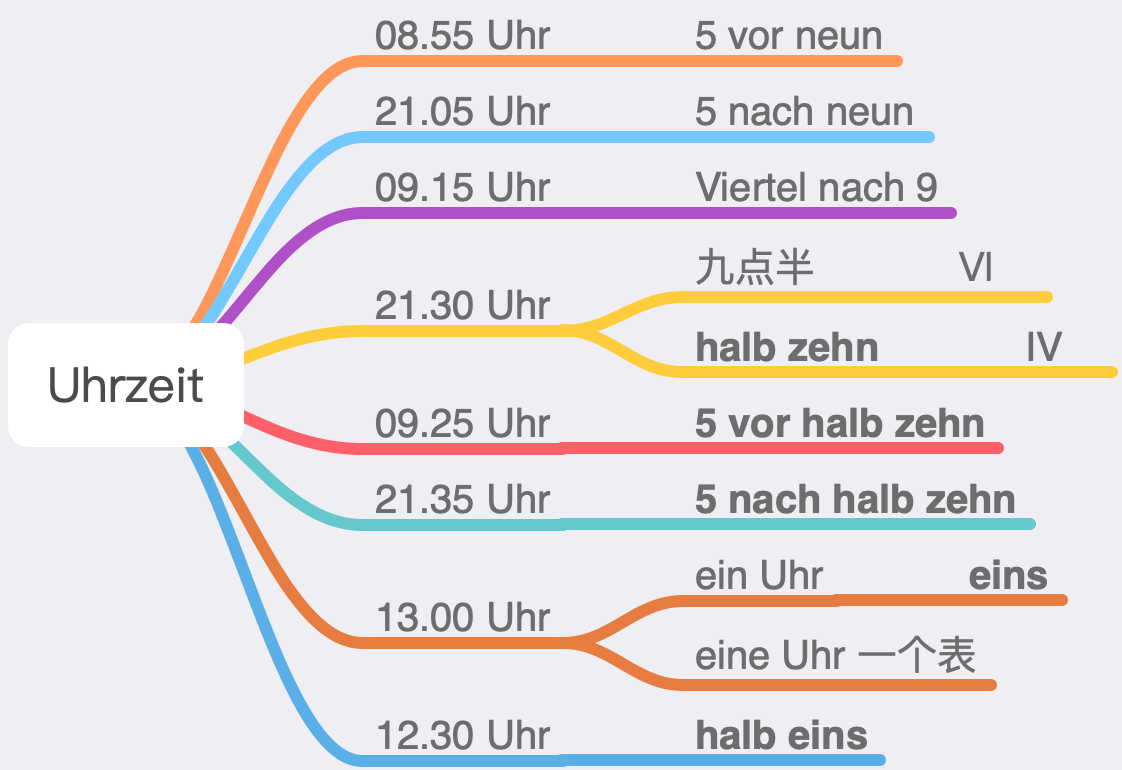 08.55 Uhr 5 vor neun
21.05 Uhr 5 nach neun
09.15 Uhr Viertel nach 9
九点半 VI
21.30 Uhr
halb zehn IV
Uhrzeit
09.25 Uhr 5 vor halb zehn
21.35 Uhr 5 nach halb zehn
ein Uhr eins
13.00 Uhr
eine Uhr 一个表
12.30 Uhr halb eins